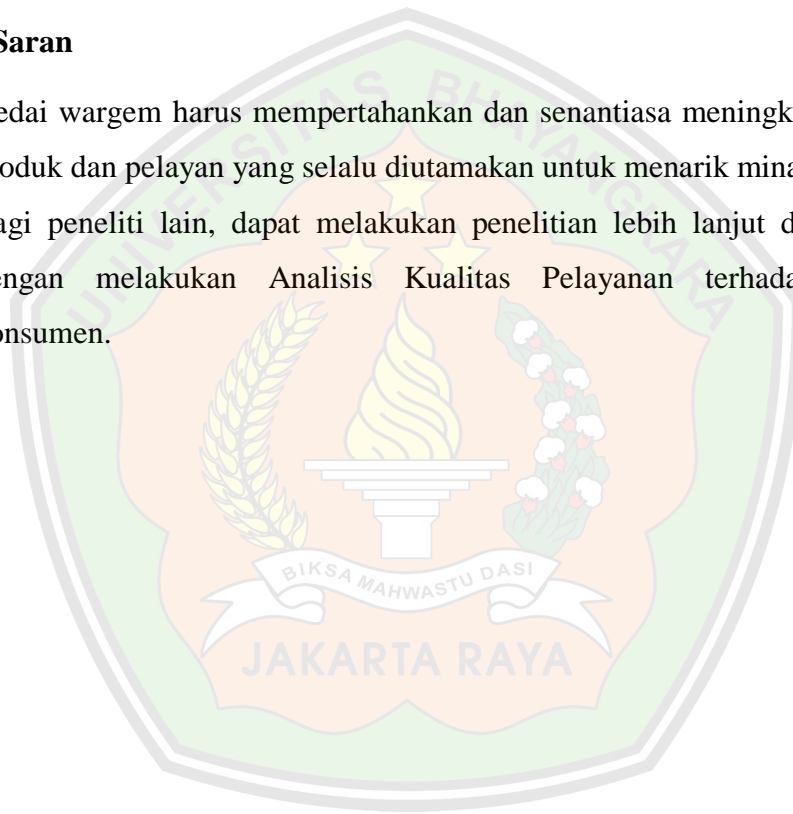 Saran
edai wargem harus mempertahankan dan senantiasa meningk
oduk dan pelayan yang selalu diutamakan untuk menarik mina
agi peneliti lain, dapat melakukan penelitian lebih lanjut d
engan melakukan Analisis Kualitas Pelayanan terhada
onsumen.
UNIVERSITAS BHAYANGKARA
BIKSA MAHWASTU DASI
JAKARTA RAYA